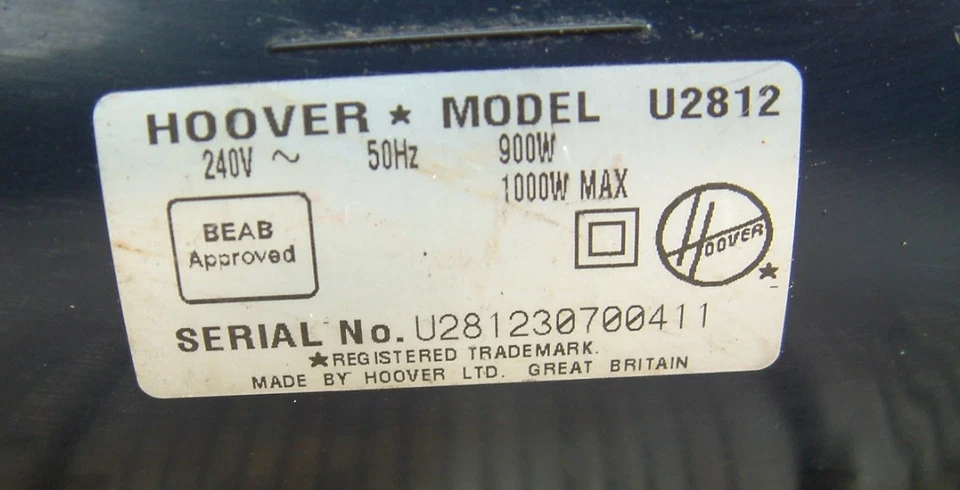 HOOVER ★ MODEL U2812
240V ~ 50Hz 900W
1000W MAX
BEAB
Approved
HOOVER
★
SERIAL No. U281230700411
★REGISTERED TRADEMARK.
MADE BY HOOVER LTD. GREAT BRITAIN